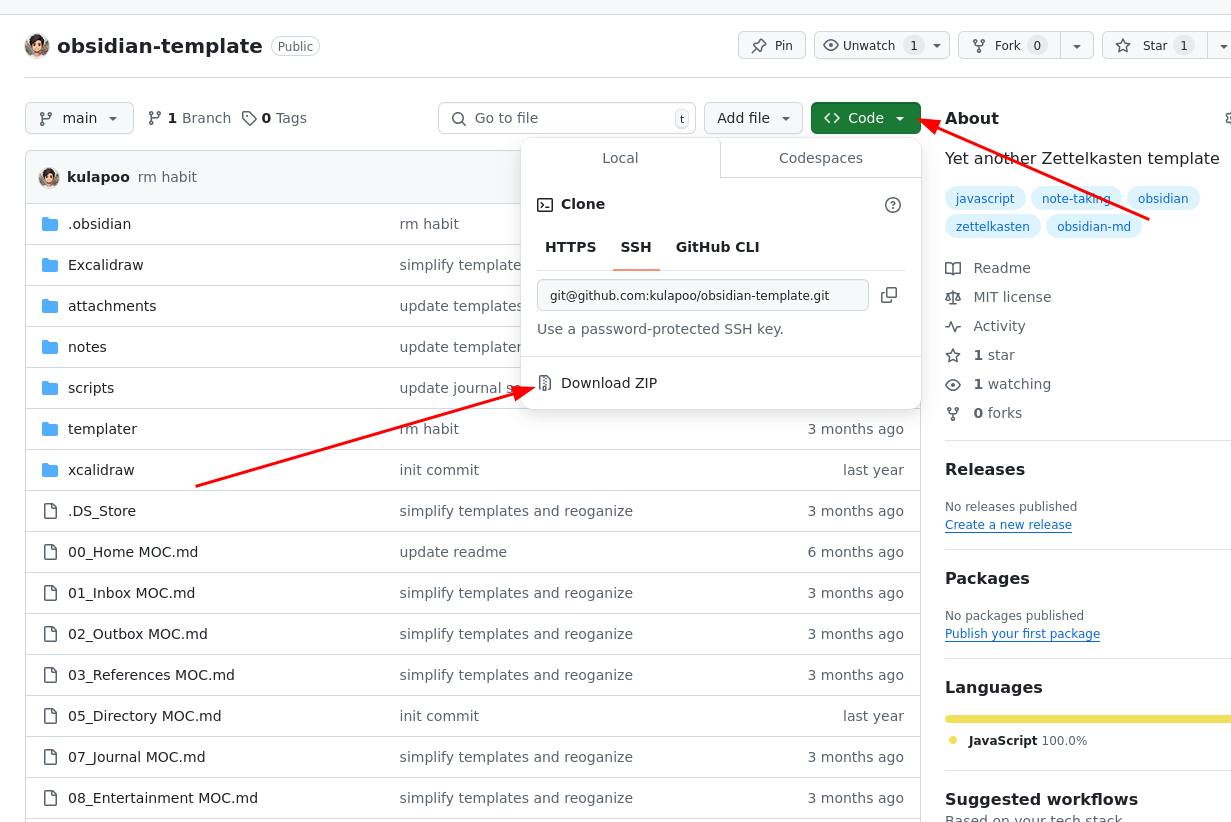 obsidian-template Public Pin Unwatch 1 Fork 0 Star 1
main 1 Branch 0 Tags Go to file t Add file Code
Local Codespaces
Clone
HTTPS SSH GitHub CLI
git@github.com:kulapoo/obsidian-template.git
Use a password-protected SSH key.
Download ZIP
kulapoo rm habit
.obsidian rm habit
Excalidraw simplify template
attachments update templates
notes update templater
scripts update journal
templater rm habit 3 months ago
xcalidraw init commit last year
.DS_Store simplify templates and reoganize 3 months ago
00_Home MOC.md update readme 6 months ago
01_Inbox MOC.md simplify templates and reoganize 3 months ago
02_Outbox MOC.md simplify templates and reoganize 3 months ago
03_References MOC.md simplify templates and reoganize 3 months ago
05_Directory MOC.md init commit last year
07_Journal MOC.md simplify templates and reoganize 3 months ago
08_Entertainment MOC.md simplify templates and reoganize 3 months ago
About
Yet another Zettelkasten template
javascript note-taking obsidian
zettelkasten obsidian-md
Readme
MIT license
Activity
1 star
1 watching
0 forks
Releases
No releases published
Create a new release
Packages
No packages published
Publish your first package
Languages
JavaScript 100.0%
Suggested workflows
Based on your tech stack